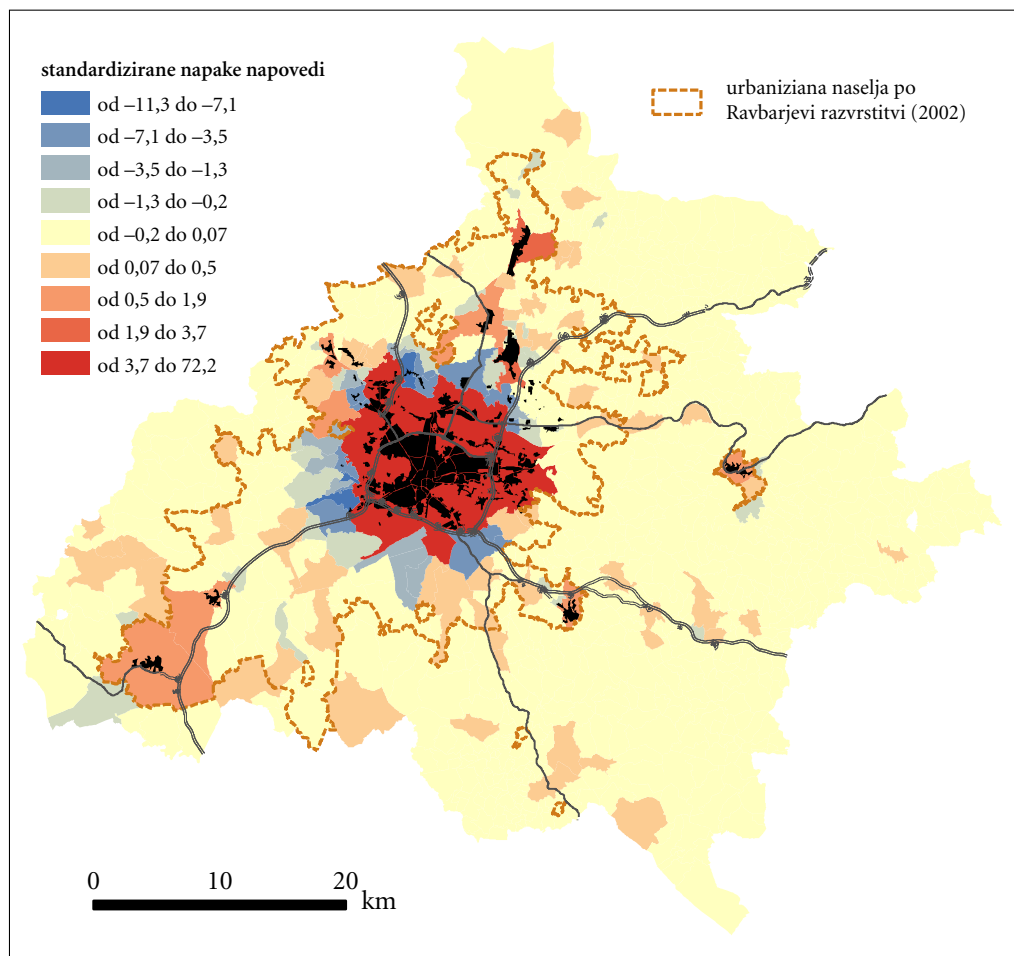 standardizirane napake napovedi
od –11,3 do –7,1
od –7,1 do –3,5
od –3,5 do –1,3
od –1,3 do –0,2
od –0,2 do 0,07
od 0,07 do 0,5
od 0,5 do 1,9
od 1,9 do 3,7
od 3,7 do 72,2
urbaniziana naselja po
Ravbarjevi razvrstitvi (2002)
0 10 20
km